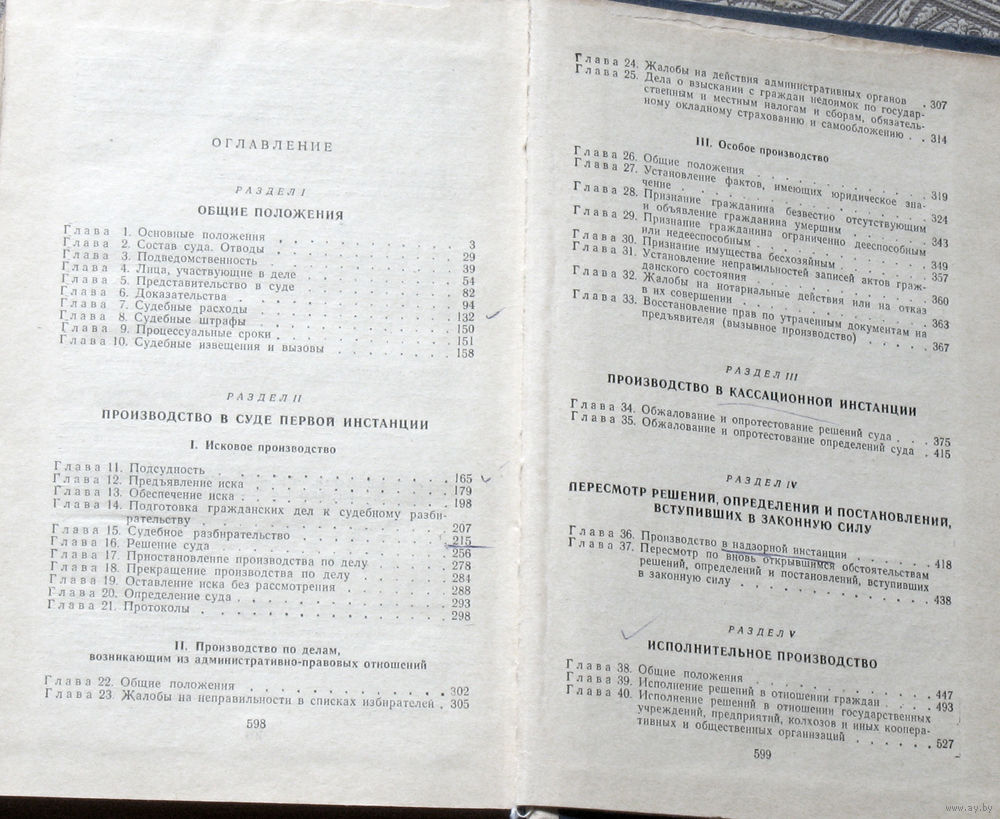 ОГЛАВЛЕНИЕ
РАЗДЕЛ I
ОБЩИЕ ПОЛОЖЕНИЯ
Глава 1. Основные положения . . . . . . . . . . 3
Глава 2. Состав суда. Отводы . . . . . . . . . . 29
Глава 3. Подведомственность . . . . . . . . . . 39
Глава 4. Лица, участвующие в деле . . . . . . . . . . 54
Глава 5. Представительство в суде . . . . . . . . . . 82
Глава 6. Доказательства . . . . . . . . . . 94
Глава 7. Судебные расходы . . . . . . . . . . 132
Глава 8. Судебные штрафы . . . . . . . . . . 150
Глава 9. Процессуальные сроки . . . . . . . . . . 151
Глава 10. Судебные извещения и вызовы . . . . . . . 158
РАЗДЕЛ II
ПРОИЗВОДСТВО В СУДЕ ПЕРВОЙ ИНСТАНЦИИ
I. Исковое производство
Глава 11. Подсудность . . . . . . . . . . 165
Глава 12. Предъявление иска . . . . . . . . . . 179
Глава 13. Обеспечение иска . . . . . . . . . . 198
Глава 14. Подготовка гражданских дел к судебному разби-
рательству . . . . . . . . . . 207
Глава 15. Судебное разбирательство . . . . . . . . 215
Глава 16. Решение суда . . . . . . . . . . 256
Глава 17. Приостановление производства по делу . . . . 278
Глава 18. Прекращение производства по делу . . . . . 284
Глава 19. Оставление иска без рассмотрения . . . . . 288
Глава 20. Определение суда . . . . . . . . . . 293
Глава 21. Протоколы . . . . . . . . . . 298
II. Производство по делам,
возникающим из административно-правовых отношений
Глава 22. Общие положения . . . . . . . . . . 302
Глава 23. Жалобы на неправильности в списках избирателей . 305
598
Глава 24. Жалобы на действия административных органов . 307
Глава 25. Дела о взыскании с граждан недоимок по государ-
ственным и местным налогам и сборам, обязатель-
ному окладному страхованию и самообложению . . 314
III. Особое производство
Глава 26. Общие положения . . . . . . . . . . 319
Глава 27. Установление фактов, имеющих юридическое зна-
чение . . . . . . . . . . 324
Глава 28. Признание гражданина безвестно отсутствующим
и объявление гражданина умершим . . . . . . 343
Глава 29. Признание гражданина ограниченно дееспособным
или недееспособным . . . . . . . . . . 349
Глава 30. Признание имущества бесхозяйным . . . . . 357
Глава 31. Установление неправильностей записей актов граж-
данского состояния . . . . . . . . . . 360
Глава 32. Жалобы на нотариальные действия или на отказ
в их совершении . . . . . . . . . . 363
Глава 33. Восстановление прав по утраченным документам на
предъявителя (вызывное производство) . . . . . 367
РАЗДЕЛ III
ПРОИЗВОДСТВО В КАССАЦИОННОЙ ИНСТАНЦИИ
Глава 34. Обжалование и опротестование решений суда . . . 375
Глава 35. Обжалование и опротестование определений суда . 415
РАЗДЕЛ IV
ПЕРЕСМОТР РЕШЕНИЙ, ОПРЕДЕЛЕНИЙ И ПОСТАНОВЛЕНИЙ,
ВСТУПИВШИХ В ЗАКОННУЮ СИЛУ
Глава 36. Производство в надзорной инстанции . . . . . 418
Глава 37. Пересмотр по вновь открывшимся обстоятельствам
решений, определений и постановлений, вступивших
в законную силу . . . . . . . . . . 438
РАЗДЕЛ V
ИСПОЛНИТЕЛЬНОЕ ПРОИЗВОДСТВО
Глава 38. Общие положения . . . . . . . . . . 447
Глава 39. Исполнение решений в отношении граждан . . . . 493
Глава 40. Исполнение решений в отношении государственных
учреждений, предприятий, колхозов и иных коопера-
тивных и общественных организаций . . . . . . 527
599
www.ay.by